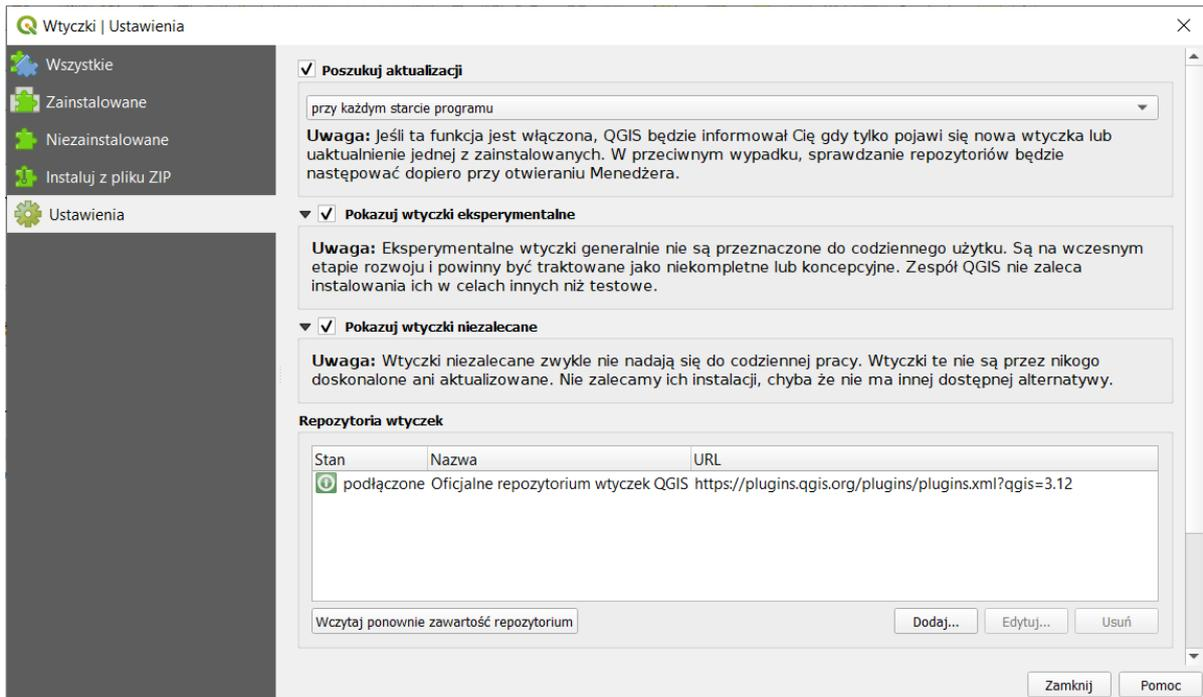 Wtyczki | Ustawienia
Wszystkie
Zainstalowane
Niezainstalowane
Instaluj z pliku ZIP
Ustawienia
Poszukuj aktualizacji
przy każdym starcie programu
Uwaga: Jeśli ta funkcja jest włączona, QGIS będzie informował Cię gdy tylko pojawi się nowa wtyczka lub
uaktualnienie jednej z zainstalowanych. W przeciwnym wypadku, sprawdzanie repozytoriów będzie
następować dopiero przy otwieraniu Menedżera.
Pokazuj wtyczki eksperymentalne
Uwaga: Eksperymentalne wtyczki generalnie nie są przeznaczone do codziennego użytku. Są na wczesnym
etapie rozwoju i powinny być traktowane jako niekompletne lub koncepcyjne. Zespół QGIS nie zaleca
instalowania ich w celach innych niż testowe.
Pokazuj wtyczki niezalecane
Uwaga: Wtyczki niezalecane zwykle nie nadają się do codziennej pracy. Wtyczki te nie są przez nikogo
doskonalone ani aktualizowane. Nie zalecamy ich instalacji, chyba że nie ma innej dostępnej alternatywy.
Repozytoria wtyczek
Stan Nazwa URL
podłączone Oficjalne repozytorium wtyczek QGIS https://plugins.qgis.org/plugins/plugins.xml?qgis=3.12
Wczytaj ponownie zawartość repozytorium Dodaj... Edytuj... Usuń
Zamknij Pomoc